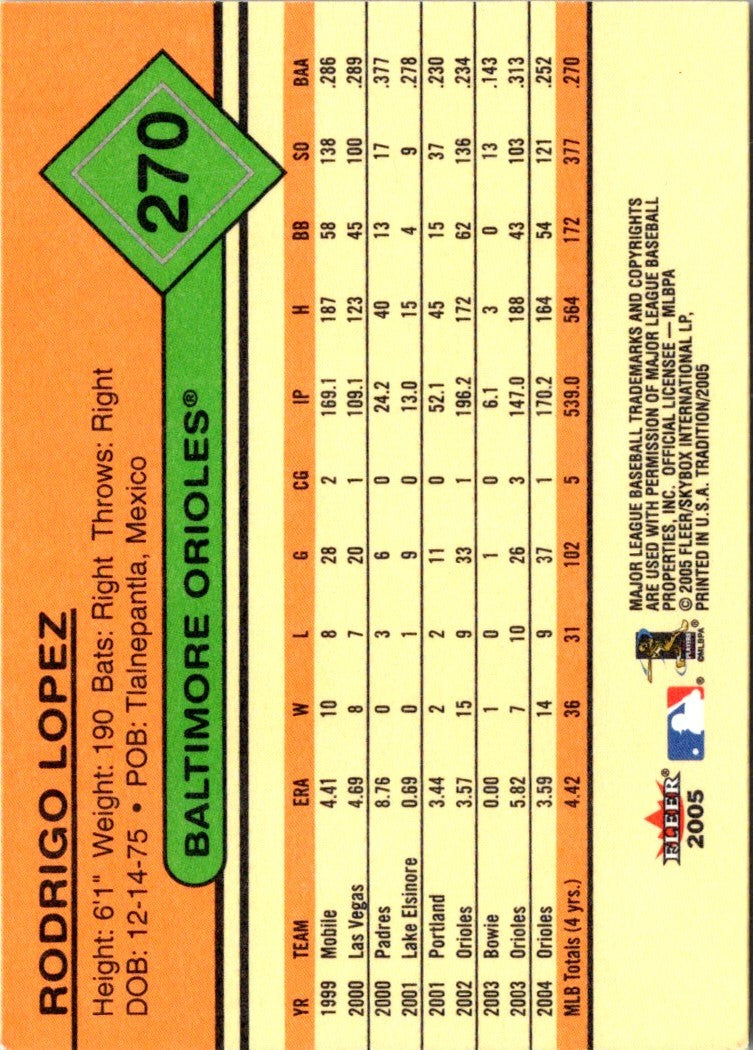 270
RODRIGO LOPEZ
Height: 6'1" Weight: 190 Bats: Right Throws: Right
DOB: 12-14-75 • POB: Tlalnepantla, Mexico
BALTIMORE ORIOLES®
YR TEAM ERA W L G CG IP H BB SO BAA
1999 Mobile 4.41 10 8 28 2 169.1 187 58 138 .286
2000 Las Vegas 4.69 8 7 20 1 109.1 123 45 100 .289
2000 Padres 8.76 0 3 6 0 24.2 40 13 17 .377
2001 Lake Elsinore 0.69 0 1 9 0 13.0 15 4 9 .278
2001 Portland 3.44 2 2 11 0 52.1 45 15 37 .230
2002 Orioles 3.57 15 9 33 1 196.2 172 62 136 .234
2003 Bowie 0.00 1 0 1 0 6.1 3 0 13 .143
2003 Orioles 5.82 7 10 26 3 147.0 188 43 103 .313
2004 Orioles 3.59 14 9 37 1 170.2 164 54 121 .252
MLB Totals (4 yrs.) 4.42 36 31 102 5 539.0 564 172 377 .270
FLEER®
2005
®
PLAYERS
®
©MLBPA
MAJOR LEAGUE BASEBALL TRADEMARKS AND COPYRIGHTS
ARE USED WITH PERMISSION OF MAJOR LEAGUE BASEBALL
PROPERTIES, INC. OFFICIAL LICENSEE — MLBPA
© 2005 FLEER/SKYBOX INTERNATIONAL LP,
PRINTED IN U.S.A. TRADITION/2005